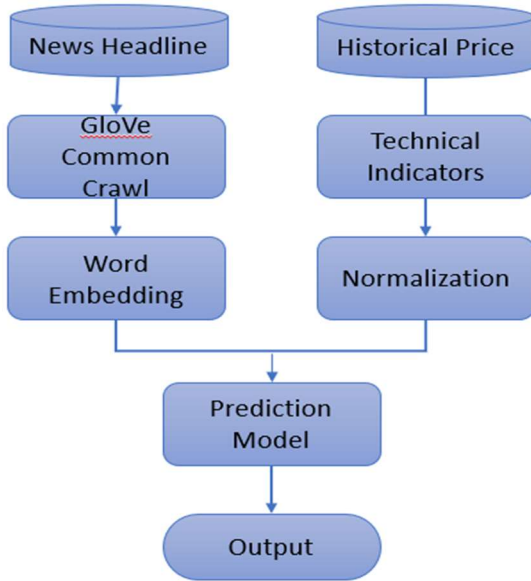 News Headline
Historical Price
GloVe
Common
Crawl
Technical
Indicators
Word
Embedding
Normalization
Prediction
Model
Output